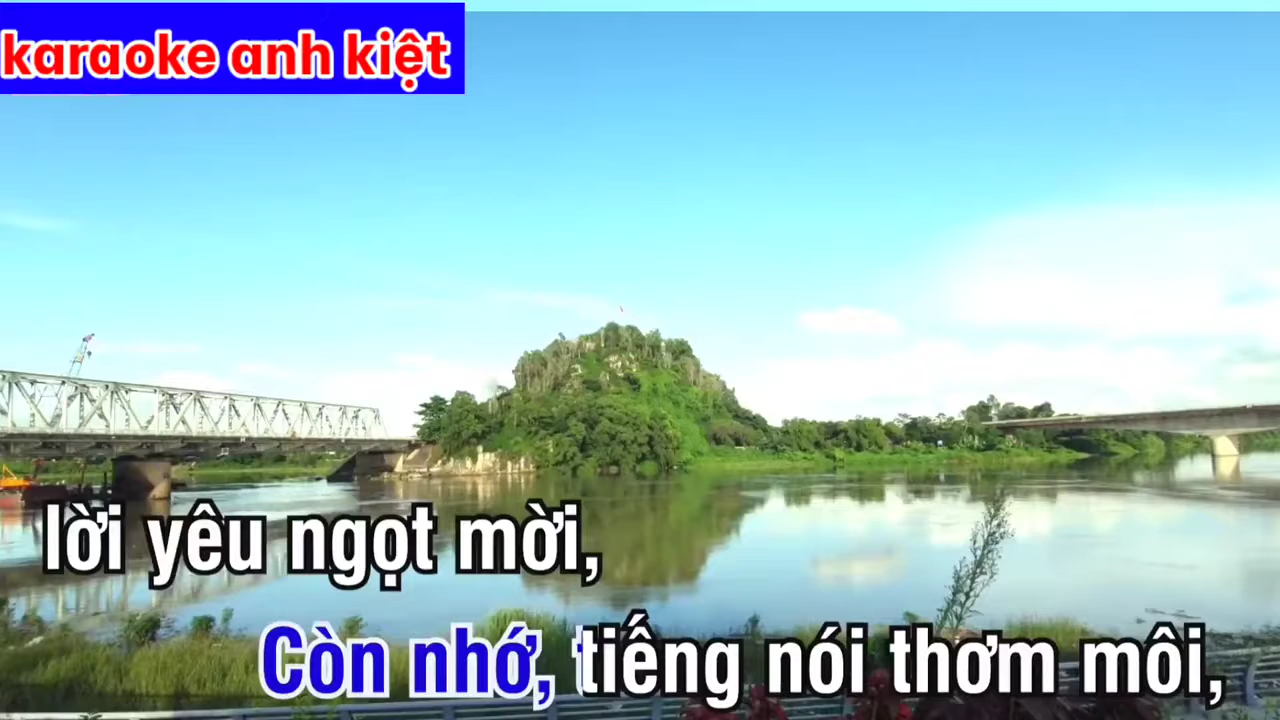 karaoke anh kiệt
lời yêu ngọt mời,
Còn nhớ, tiếng nói thơm môi,